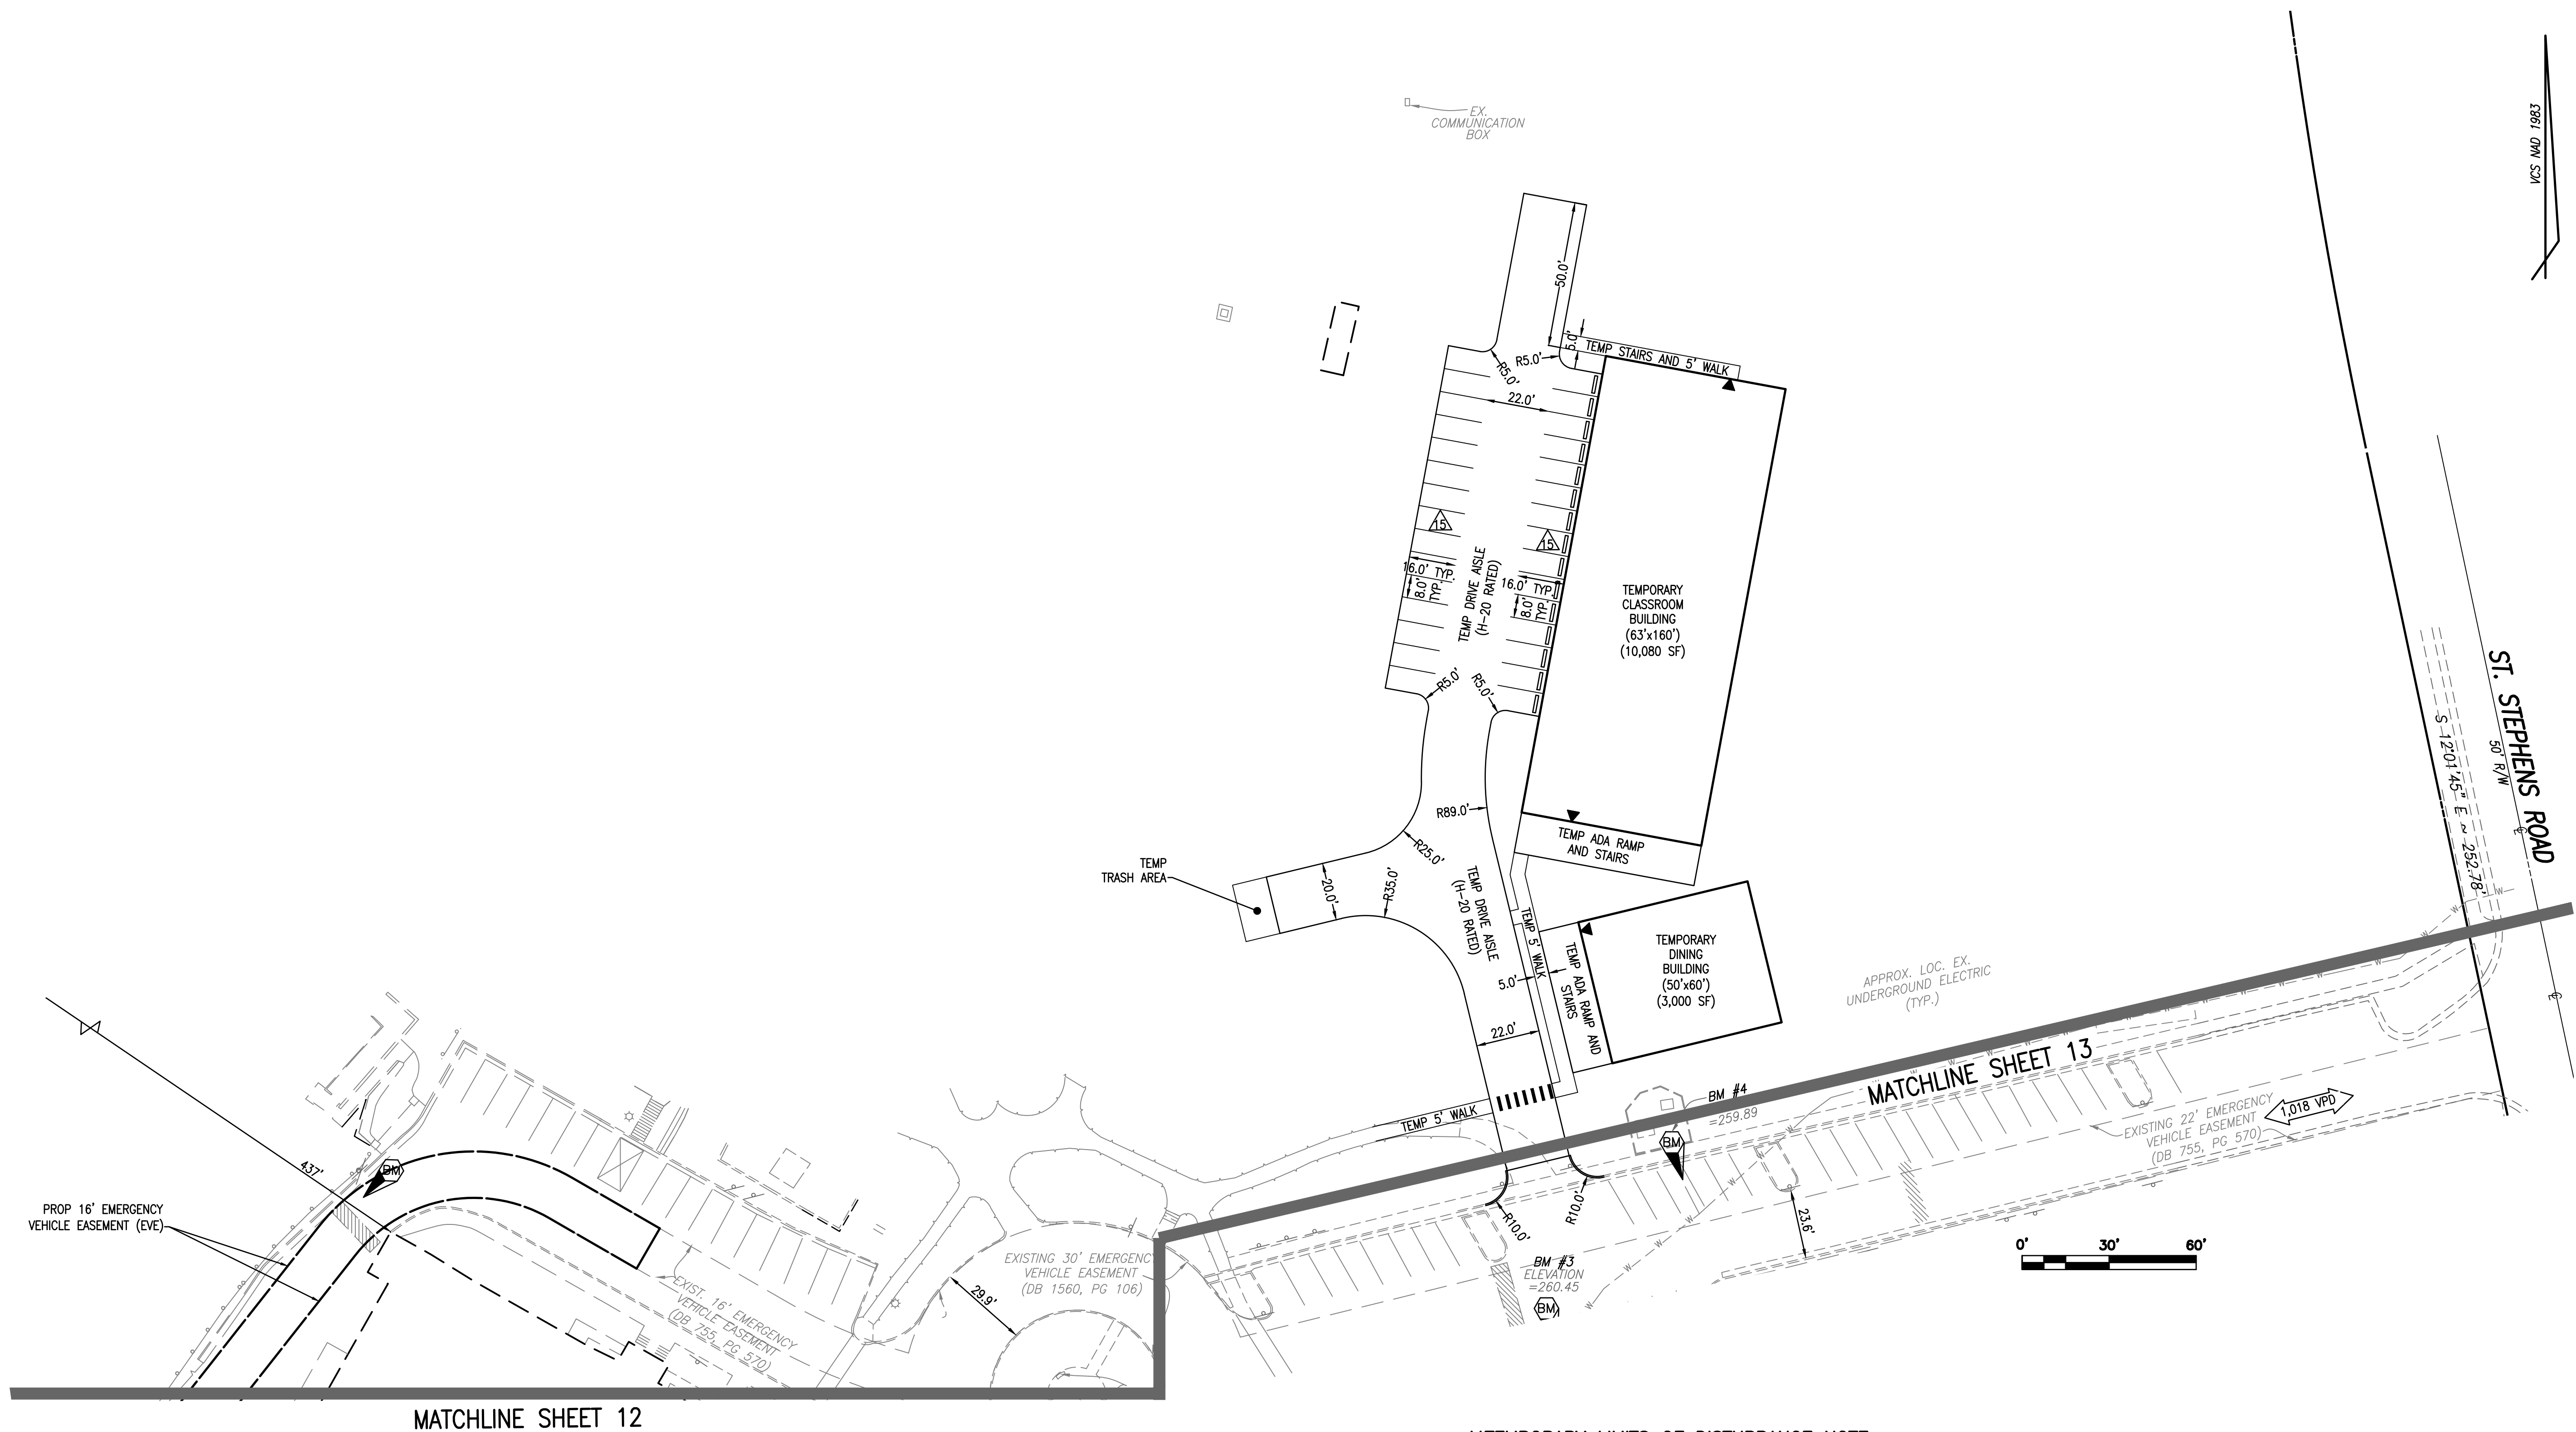 VCS NAD 1983
EX.
COMMUNICATION
BOX
50.0'
5.0'
TEMP STAIRS AND 5' WALK
R5.0'
R5.0'
22.0'
15
15
16.0' TYP.
8.0'
TYP.
16.0' TYP.
8.0'
TYP.
TEMP DRIVE AISLE
(H-20 RATED)
TEMPORARY
CLASSROOM
BUILDING
(63'x160')
(10,080 SF)
R5.0'
R5.0'
ST. STEPHENS ROAD
50' R/W
S 12°01'45" E ~ 252.78'
R89.0'
R25.0'
TEMP ADA RAMP
AND STAIRS
TEMP
TRASH AREA
20.0'
R35.0'
TEMP DRIVE AISLE
(H-20 RATED)
TEMP 5' WALK
5.0'
TEMP ADA RAMP AND
STAIRS
TEMPORARY
DINING
BUILDING
(50'x60')
(3,000 SF)
APPROX. LOC. EX.
UNDERGROUND ELECTRIC
(TYP.)
22.0'
MATCHLINE SHEET 13
BM #4
=259.89
BM
TEMP 5' WALK
1,018 VPD
EXISTING 22' EMERGENCY
VEHICLE EASEMENT
(DB 755, PG 570)
437'
BM
PROP 16' EMERGENCY
VEHICLE EASEMENT (EVE)
R10.0'
R10.0'
23.6'
0' 30' 60'
EXISTING 30' EMERGENCY
VEHICLE EASEMENT
(DB 1560, PG 106)
BM #3
ELEVATION
=260.45
BM
29.9'
EXIST. 16' EMERGENCY
VEHICLE EASEMENT
(DB 755, PG 570)
MATCHLINE SHEET 12